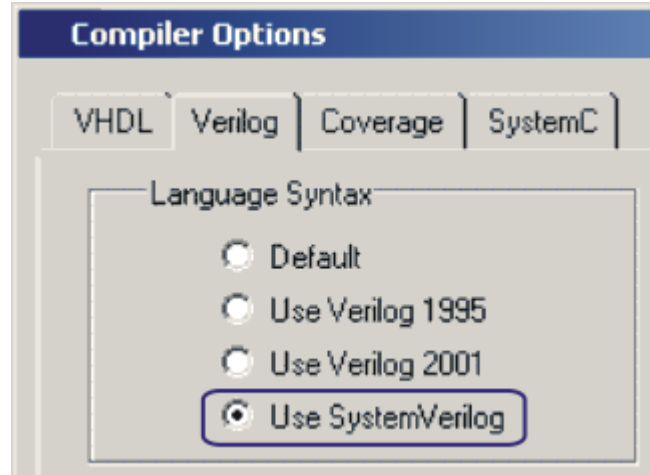 Compiler Options
VHDL Verilog Coverage SystemC
Language Syntax
Default
Use Verilog 1995
Use Verilog 2001
Use SystemVerilog